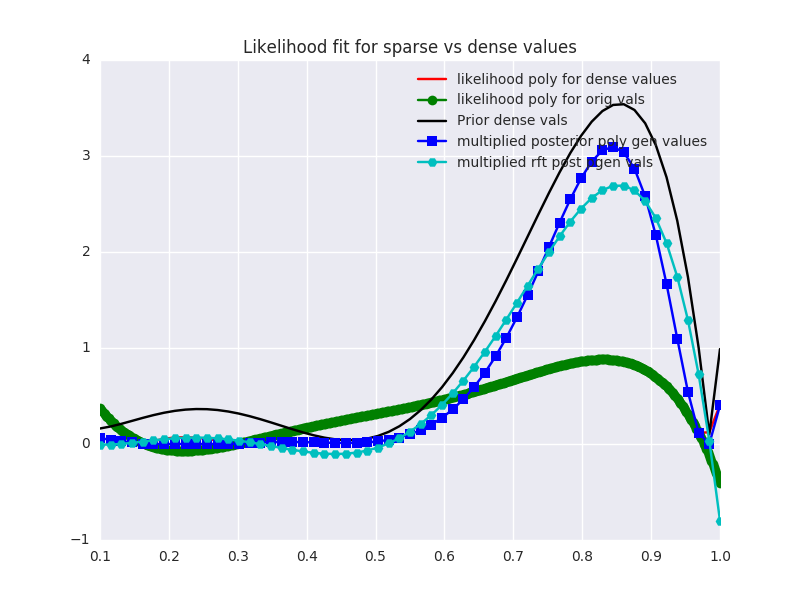 Likelihood fit for sparse vs dense values
4
likelihood poly for dense values
likelihood poly for orig vals
Prior dense vals
multiplied posterior poly gen values
multiplied rft post gen vals
3
2
1
0
−1
0.1 0.2 0.3 0.4 0.5 0.6 0.7 0.8 0.9 1.0